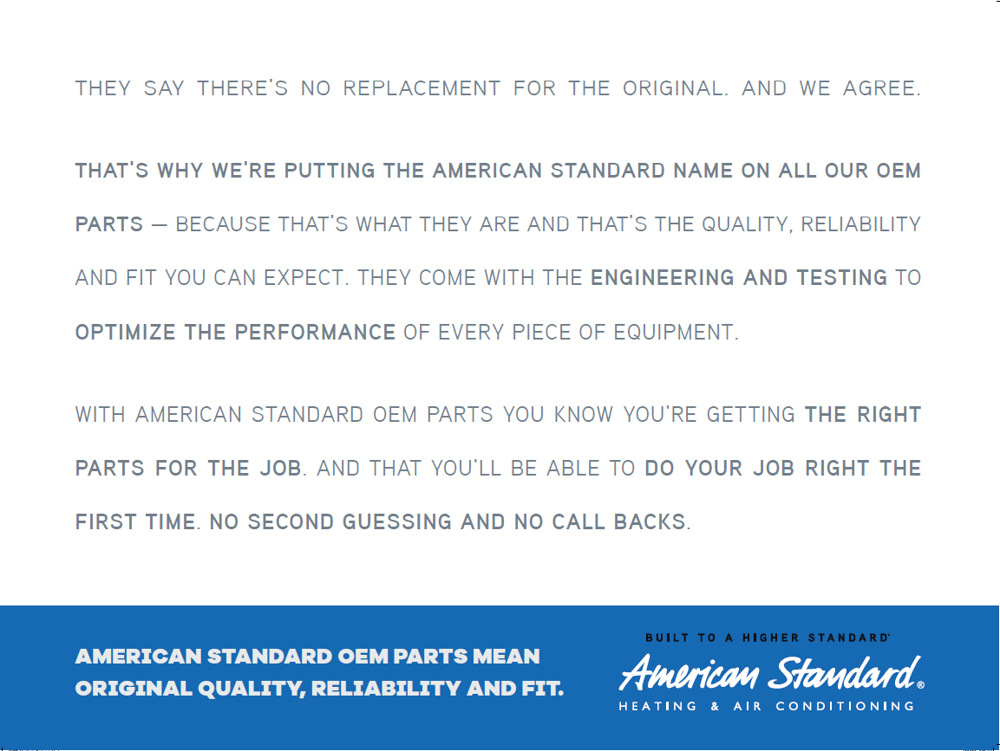 THEY SAY THERE'S NO REPLACEMENT FOR THE ORIGINAL. AND WE AGREE.
THAT'S WHY WE'RE PUTTING THE AMERICAN STANDARD NAME ON ALL OUR OEM
PARTS — BECAUSE THAT'S WHAT THEY ARE AND THAT'S THE QUALITY, RELIABILITY
AND FIT YOU CAN EXPECT. THEY COME WITH THE ENGINEERING AND TESTING TO
OPTIMIZE THE PERFORMANCE OF EVERY PIECE OF EQUIPMENT.
WITH AMERICAN STANDARD OEM PARTS YOU KNOW YOU'RE GETTING THE RIGHT
PARTS FOR THE JOB. AND THAT YOU'LL BE ABLE TO DO YOUR JOB RIGHT THE
FIRST TIME. NO SECOND GUESSING AND NO CALL BACKS.
AMERICAN STANDARD OEM PARTS MEAN
ORIGINAL QUALITY, RELIABILITY AND FIT.
BUILT TO A HIGHER STANDARD
American Standard®
HEATING & AIR CONDITIONING